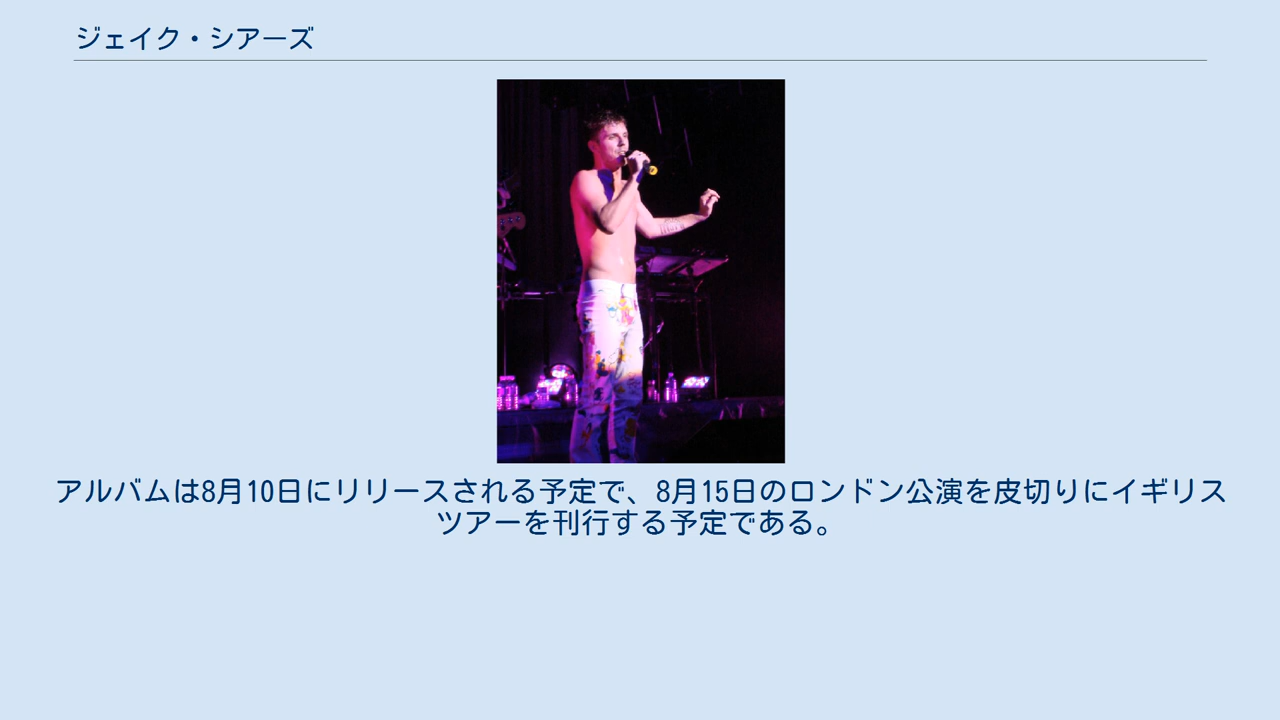 ジェイク・シアーズ
アルバムは8月10日にリリースされる予定で、8月15日のロンドン公演を皮切りにイギリス
ツアーを刊行する予定である。